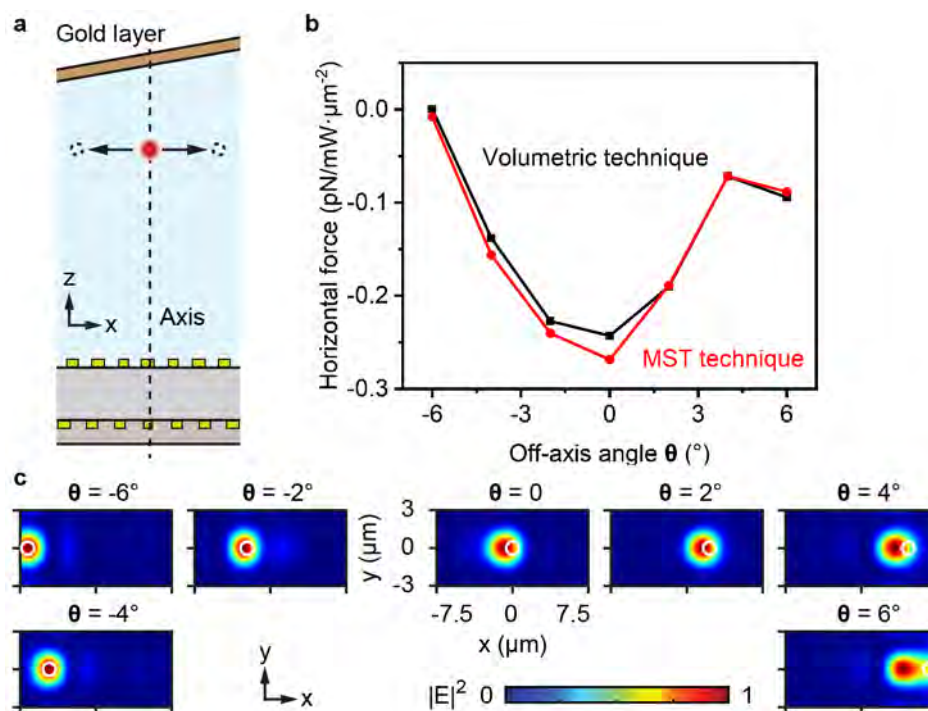 a
Gold layer
z
x
Axis
b
Horizontal force (pN/mW·μm⁻²)
0.0
-0.1
-0.2
-0.3
Volumetric technique
MST technique
-6
-3
0
3
6
Off-axis angle θ (°)
c
θ = -6°
θ = -2°
θ = 0
θ = 2°
θ = 4°
y (μm)
3
0
-3
-7.5
0
7.5
x (μm)
θ = -4°
θ = 6°
y
x
|E|² 0 1